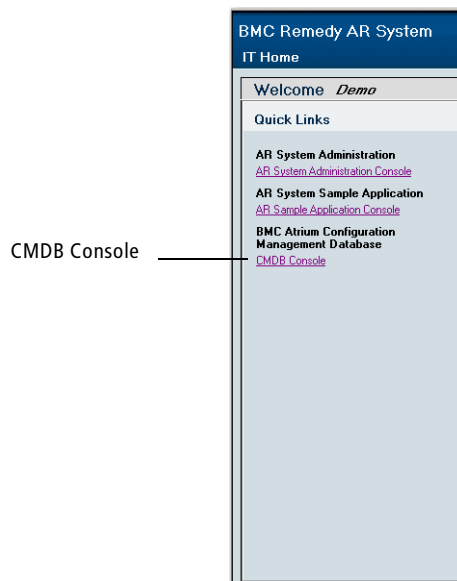 BMC Remedy AR System
IT Home
Welcome Demo
Quick Links
AR System Administration
AR System Administration Console
AR System Sample Application
AR Sample Application Console
BMC Atrium Configuration
Management Database
CMDB Console
CMDB Console